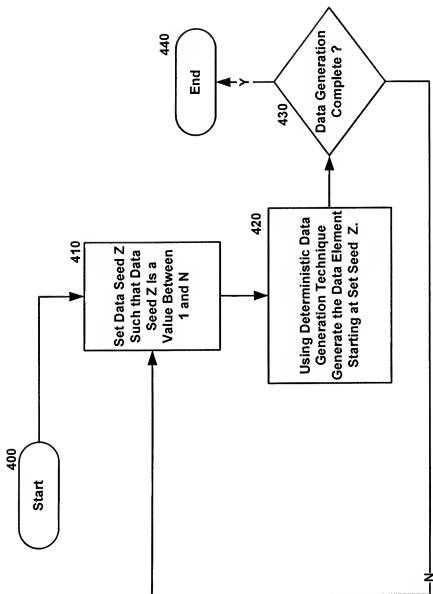 400
Start
410
Set Data Seed Z
Such that Data
Seed Z Is a
Value Between
1 and N
420
Using Deterministic Data
Generation Technique
Generate the Data Element
Starting at Set Seed Z.
430
Data Generation
Complete ?
Y
440
End
N